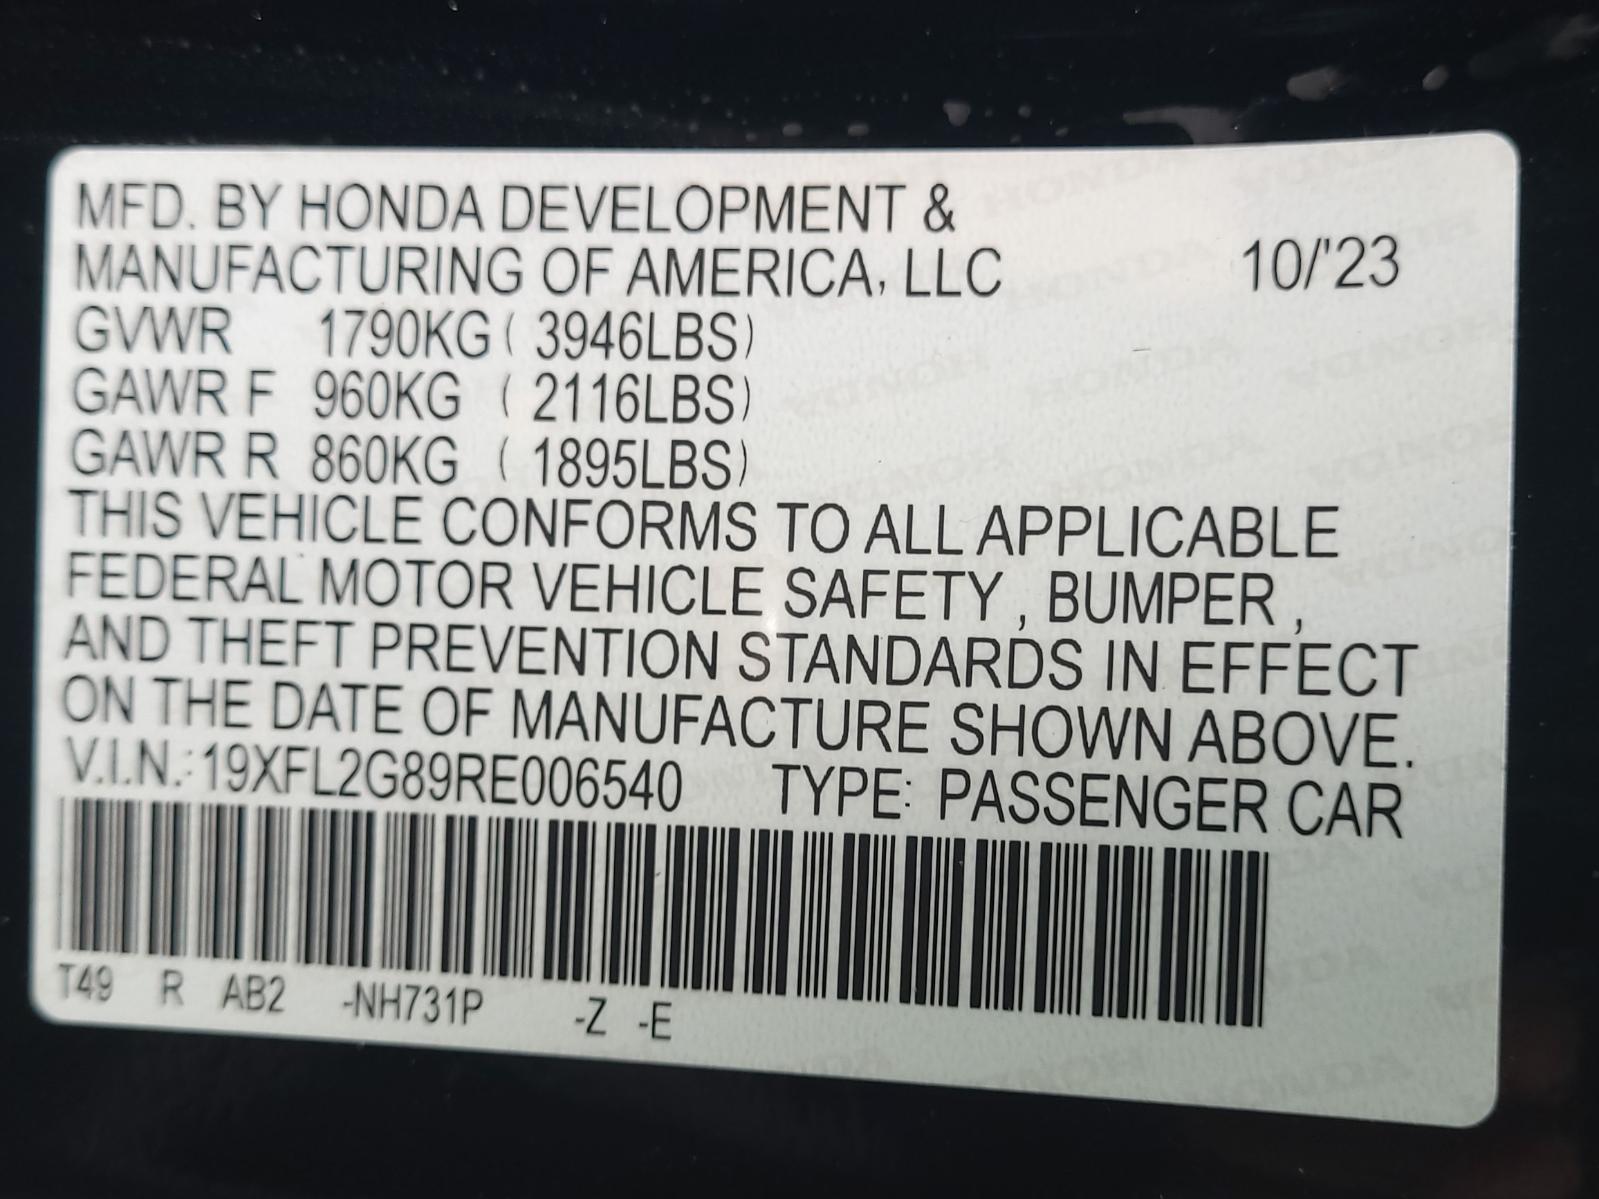 MFD. BY HONDA DEVELOPMENT &
MANUFACTURING OF AMERICA, LLC 10/'23
GVWR 1790KG ( 3946LBS)
GAWR F 960KG ( 2116LBS)
GAWR R 860KG ( 1895LBS)
THIS VEHICLE CONFORMS TO ALL APPLICABLE
FEDERAL MOTOR VEHICLE SAFETY , BUMPER ,
AND THEFT PREVENTION STANDARDS IN EFFECT
ON THE DATE OF MANUFACTURE SHOWN ABOVE.
V.I.N.: 19XFL2G89RE006540 TYPE: PASSENGER CAR
T49 R AB2 -NH731P -Z -E